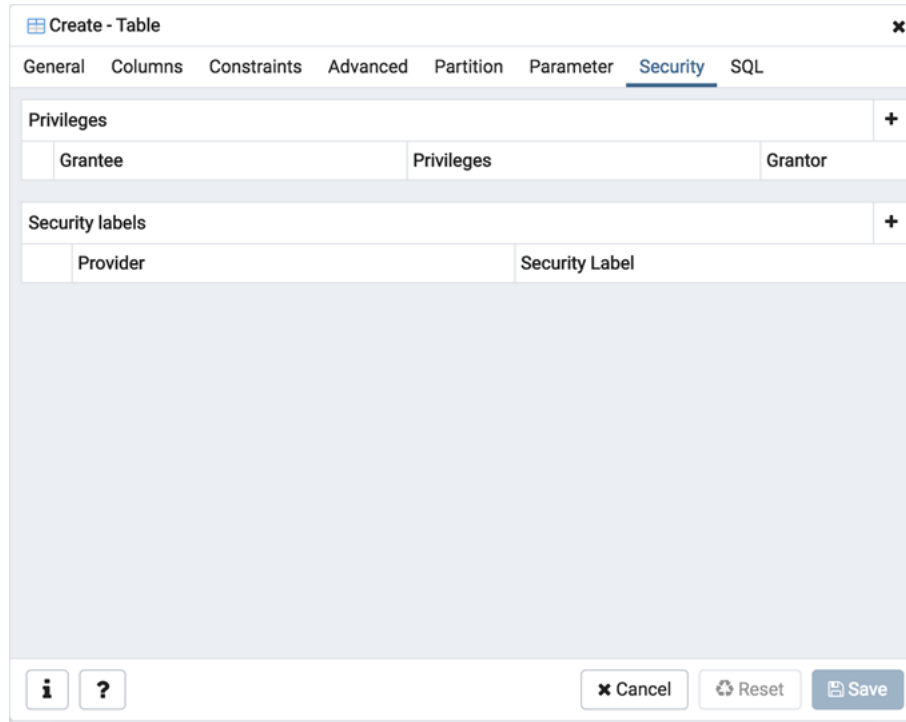 Create - Table
General Columns Constraints Advanced Partition Parameter Security SQL
Privileges
Grantee Privileges Grantor
Security labels
Provider Security Label
i ? Cancel Reset Save